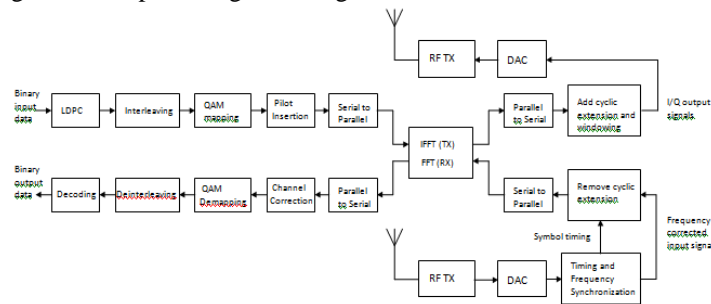 RF TX
DAC
Binary
input
data
LDPC
Interleaving
QAM
mapping
Pilot
Insertion
Serial to
Parallel
IFFT (TX)
FFT (RX)
Parallel
to Serial
Add cyclic
extension and
windowing
I/Q output
signals
Binary
output
data
Decoding
Deinterleaving
QAM
Demapping
Channel
Correction
Parallel
to Serial
Serial to
Parallel
Remove cyclic
extension
Symbol timing
Frequency
corrected
input signal
RF TX
DAC
Timing and
Frequency
Synchronization